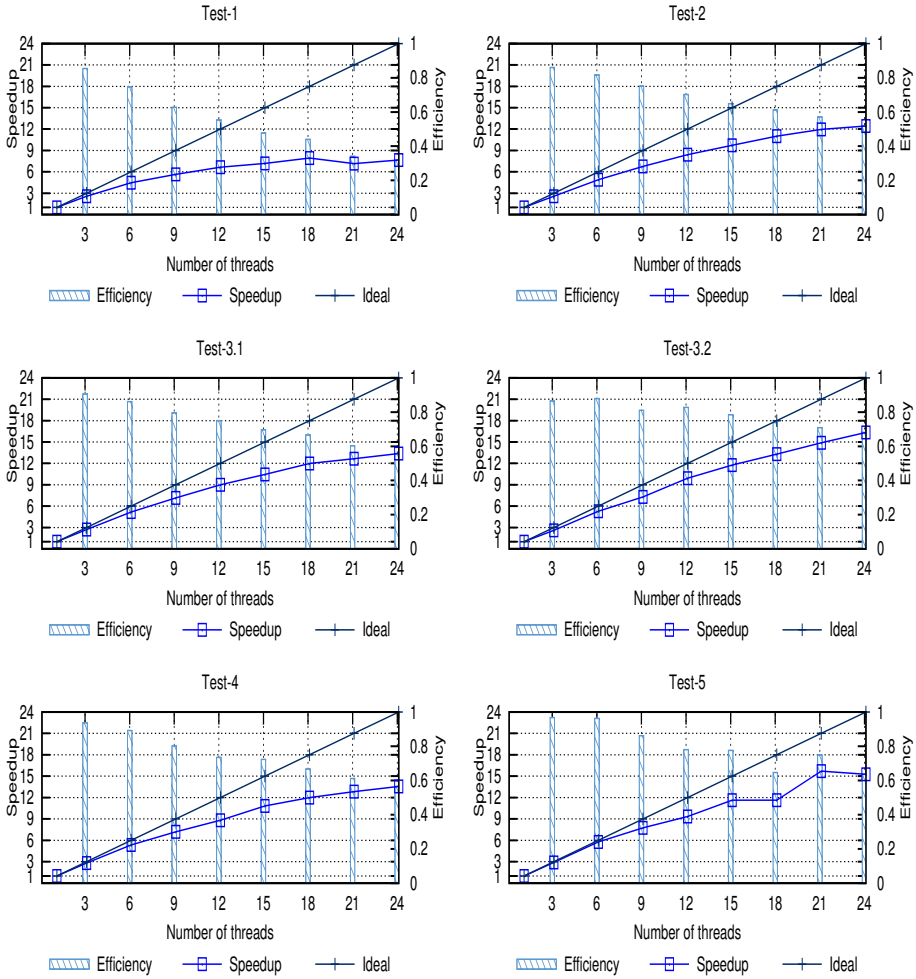 Test-1
Speedup
24
21
18
15
12
9
6
3
1
1
0.8
0.6
0.4
0.2
0
Efficiency
3 6 9 12 15 18 21 24
Number of threads
Efficiency Speedup Ideal
Test-2
Speedup
24
21
18
15
12
9
6
3
1
1
0.8
0.6
0.4
0.2
0
Efficiency
3 6 9 12 15 18 21 24
Number of threads
Efficiency Speedup Ideal
Test-3.1
Speedup
24
21
18
15
12
9
6
3
1
1
0.8
0.6
0.4
0.2
0
Efficiency
3 6 9 12 15 18 21 24
Number of threads
Efficiency Speedup Ideal
Test-3.2
Speedup
24
21
18
15
12
9
6
3
1
1
0.8
0.6
0.4
0.2
0
Efficiency
3 6 9 12 15 18 21 24
Number of threads
Efficiency Speedup Ideal
Test-4
Speedup
24
21
18
15
12
9
6
3
1
1
0.8
0.6
0.4
0.2
0
Efficiency
3 6 9 12 15 18 21 24
Number of threads
Efficiency Speedup Ideal
Test-5
Speedup
24
21
18
15
12
9
6
3
1
1
0.8
0.6
0.4
0.2
0
Efficiency
3 6 9 12 15 18 21 24
Number of threads
Efficiency Speedup Ideal